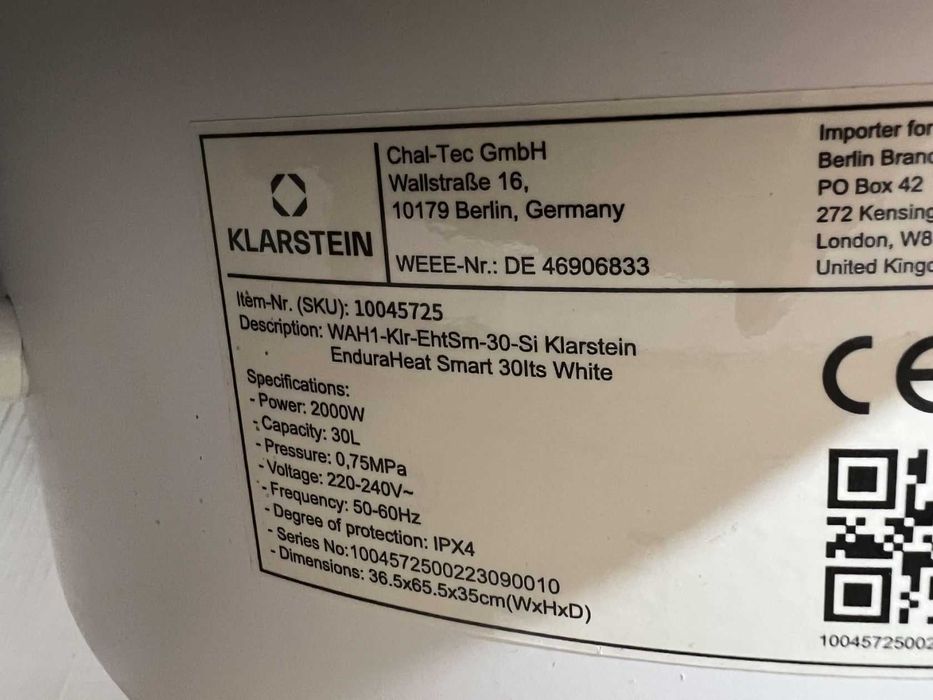 KLARSTEIN
Chal-Tec GmbH
Wallstraße 16,
10179 Berlin, Germany
WEEE-Nr.: DE 46906833
Importer for
Berlin Brand
PO Box 42
272 Kensing
London, W8
United Kingd
Item-Nr. (SKU): 10045725
Description: WAH1-Klr-EhtSm-30-Si Klarstein
EnduraHeat Smart 30lts White
Specifications:
- Power: 2000W
- Capacity: 30L
- Pressure: 0,75MPa
- Voltage: 220-240V~
- Frequency: 50-60Hz
- Degree of protection: IPX4
- Series No:1004572500223090010
- Dimensions: 36.5x65.5x35cm(WxHxD)
CE
1004572500